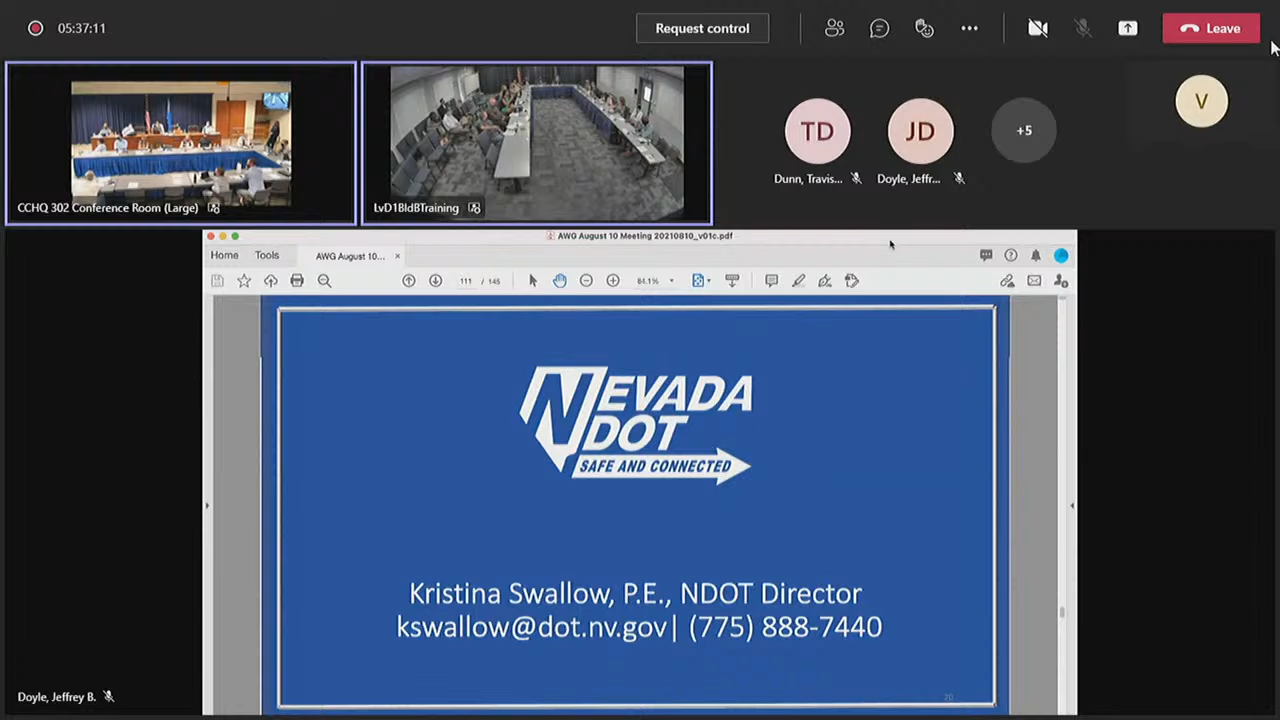 05:37:11
Request control
Leave
CCHQ 302 Conference Room (Large)
LvD1BldBTraining
TD
Dunn, Travis...
JD
Doyle, Jeffr...
+5
V
AWG August 10 Meeting 20210810_v01c.pdf
Home
Tools
AWG August 10...
111 / 145
84.1%
NEVADA
DOT
SAFE AND CONNECTED
Kristina Swallow, P.E., NDOT Director
kswallow@dot.nv.gov| (775) 888-7440
20
Doyle, Jeffrey B.